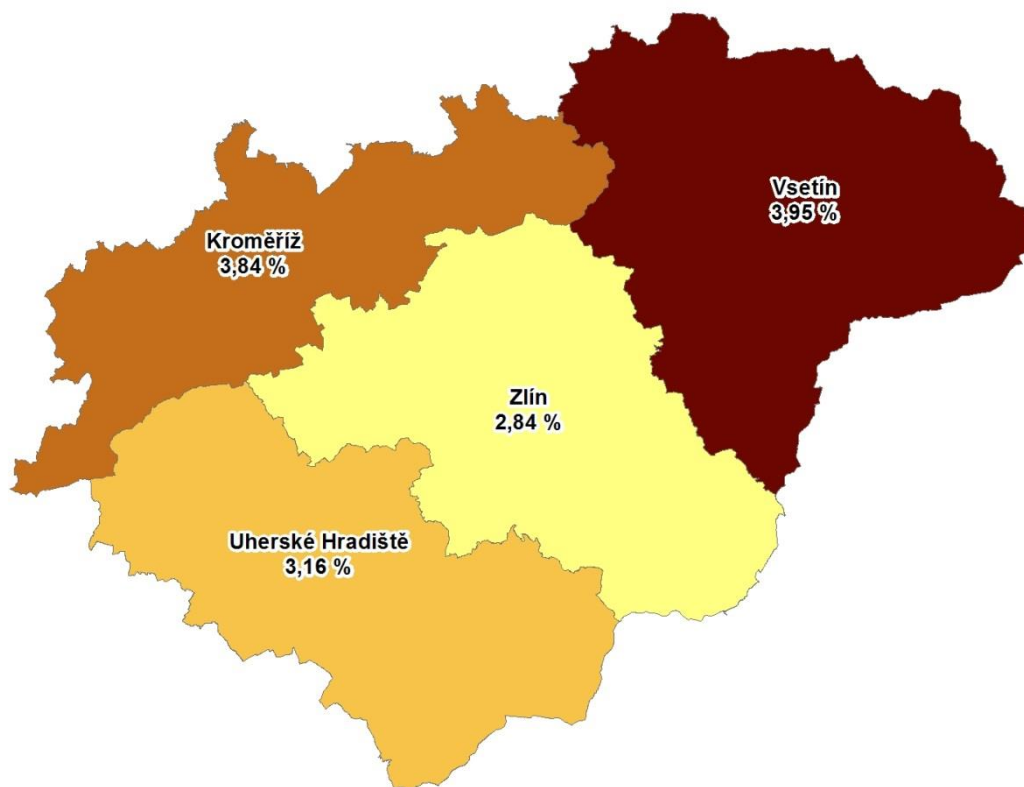 Vsetín
3,95 %
Kroměříž
3,84 %
Zlín
2,84 %
Uherské Hradiště
3,16 %